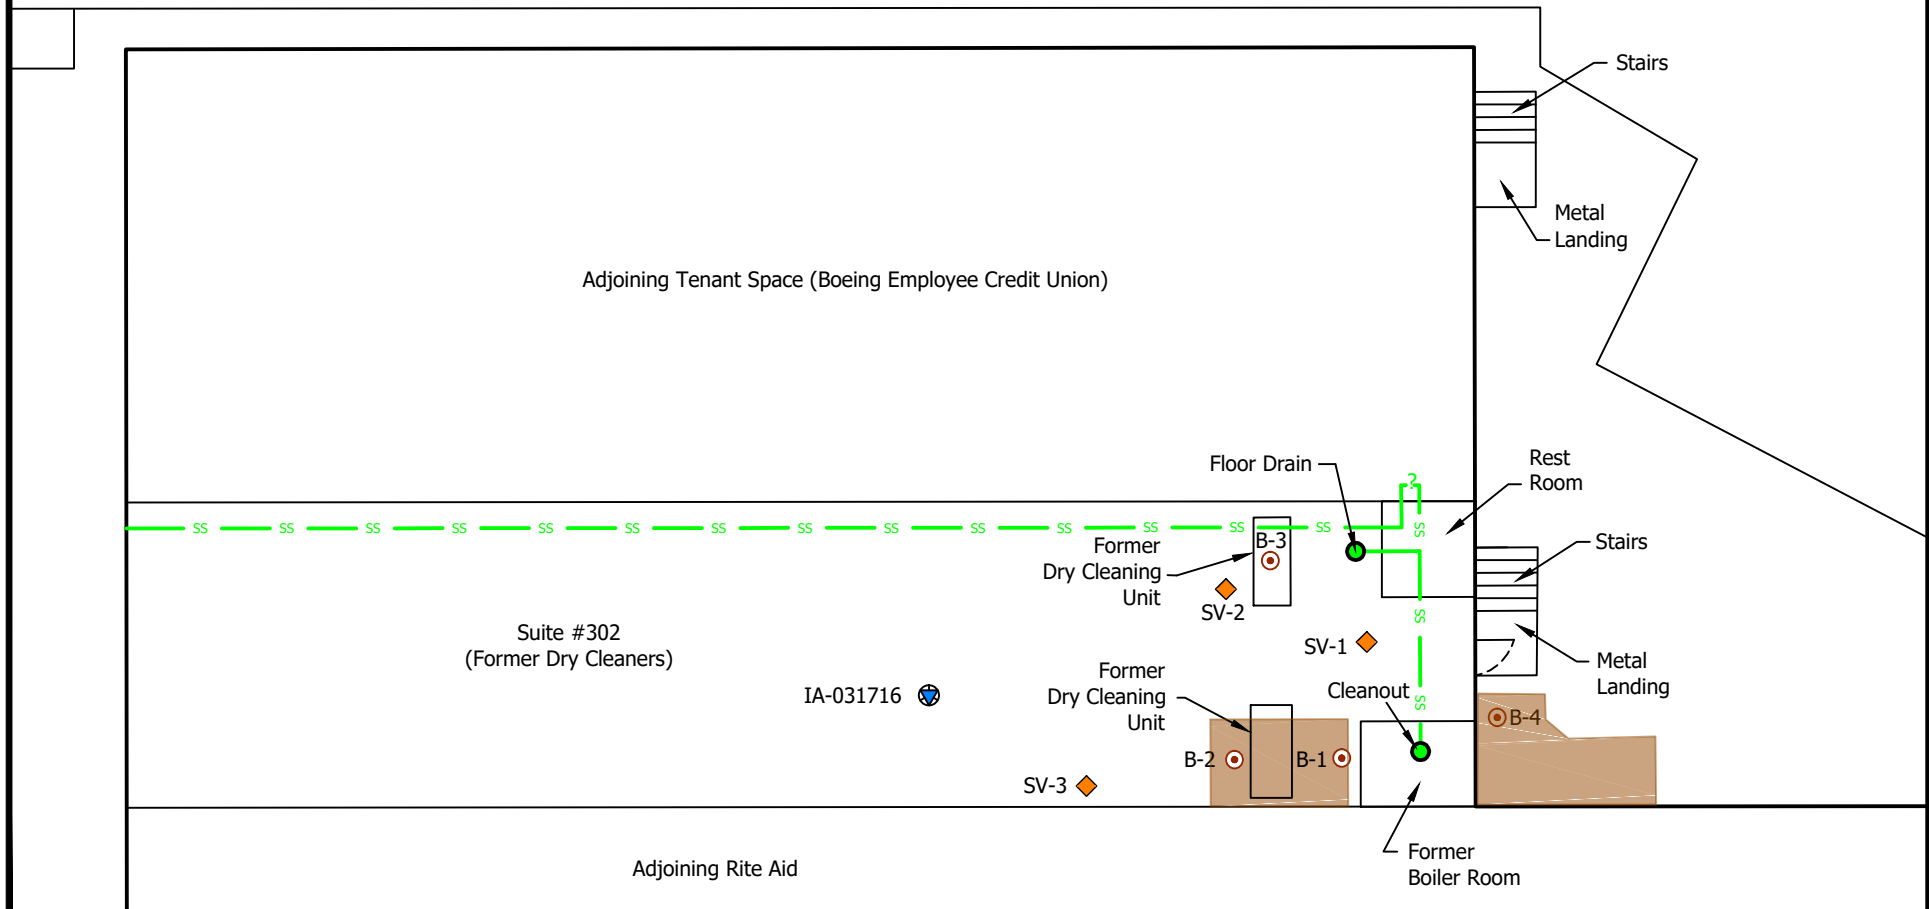 Stairs
Metal
Landing
Adjoining Tenant Space (Boeing Employee Credit Union)
Floor Drain
Rest
Room
?
SS SS SS SS SS SS SS SS SS SS SS SS SS SS
SS
B-3
Former
Dry Cleaning
Unit
SV-2
Stairs
SS
Suite #302
(Former Dry Cleaners)
SV-1
Metal
Landing
Former
Dry Cleaning
Unit
IA-031716
Cleanout
SS
B-4
B-2
B-1
SV-3
Former
Boiler Room
Adjoining Rite Aid